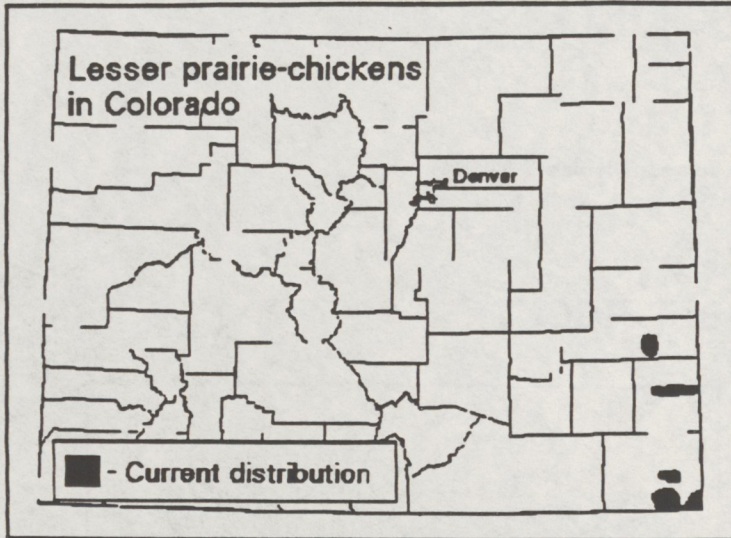 Lesser prairie-chickens
in Colorado
Denver
- Current distribution